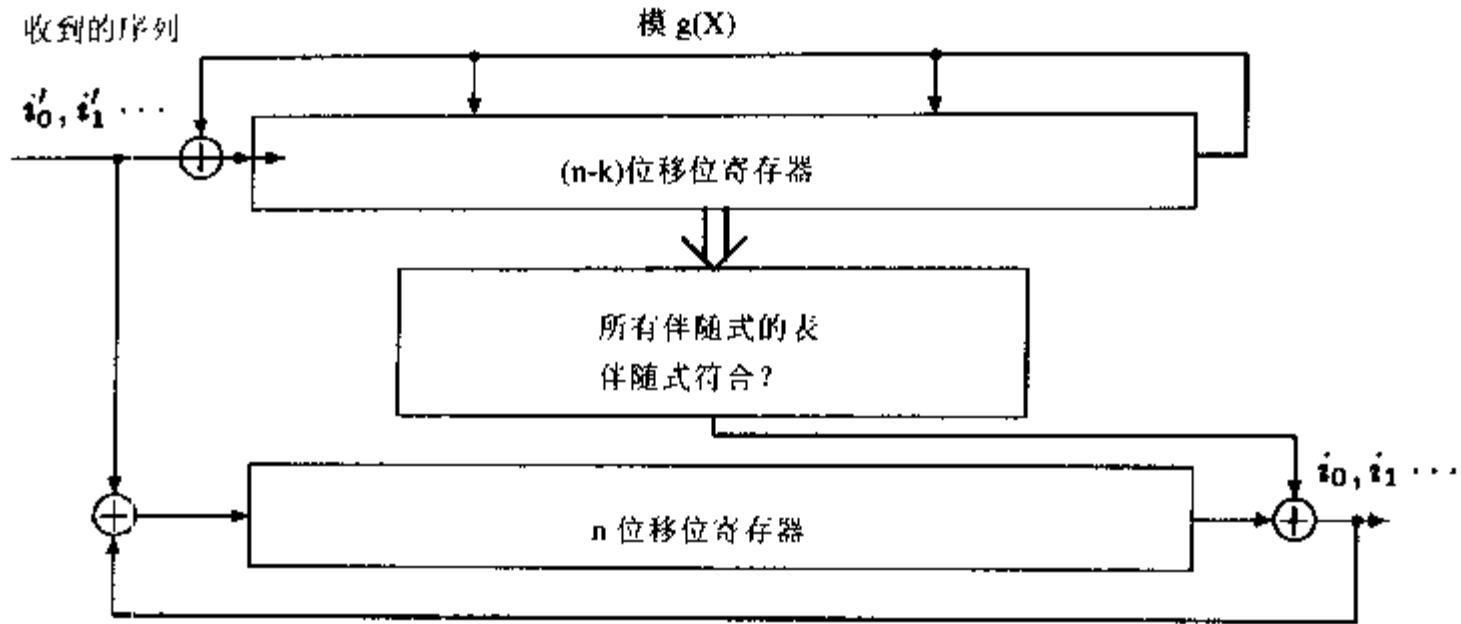 收到的序列
模 g(X)
i′₀, i′₁ ···
(n-k)位移位寄存器
所有伴随式的表
伴随式符合?
i₀, i₁ ···
n 位移位寄存器